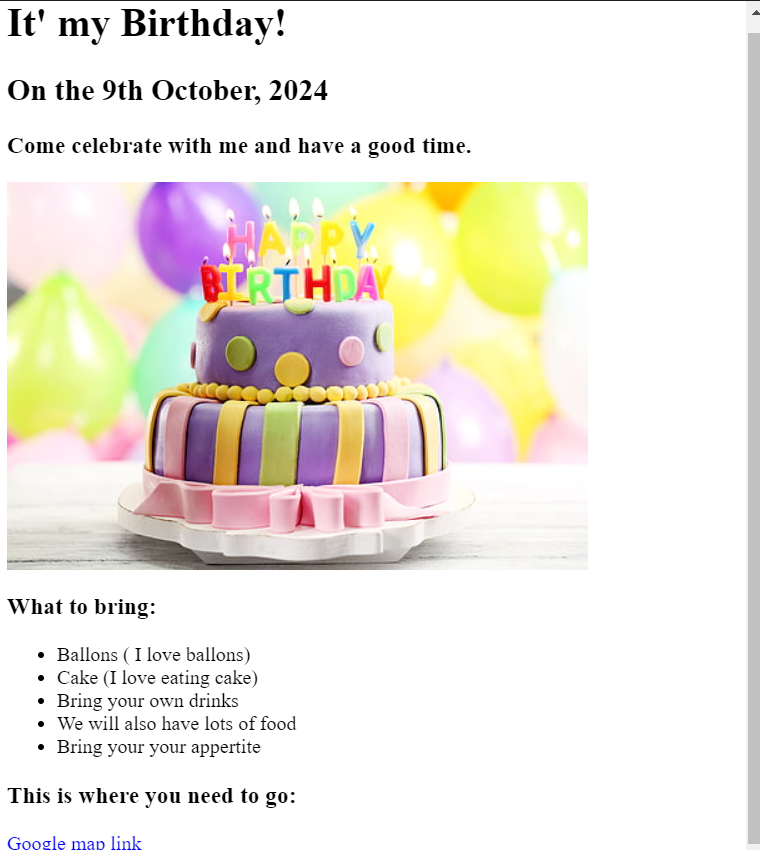 It' my Birthday!
On the 9th October, 2024
Come celebrate with me and have a good time.
HAPPY
BIRTHDAY
What to bring:
Ballons ( I love ballons)
Cake (I love eating cake)
Bring your own drinks
We will also have lots of food
Bring your your appertite
This is where you need to go:
Google map link